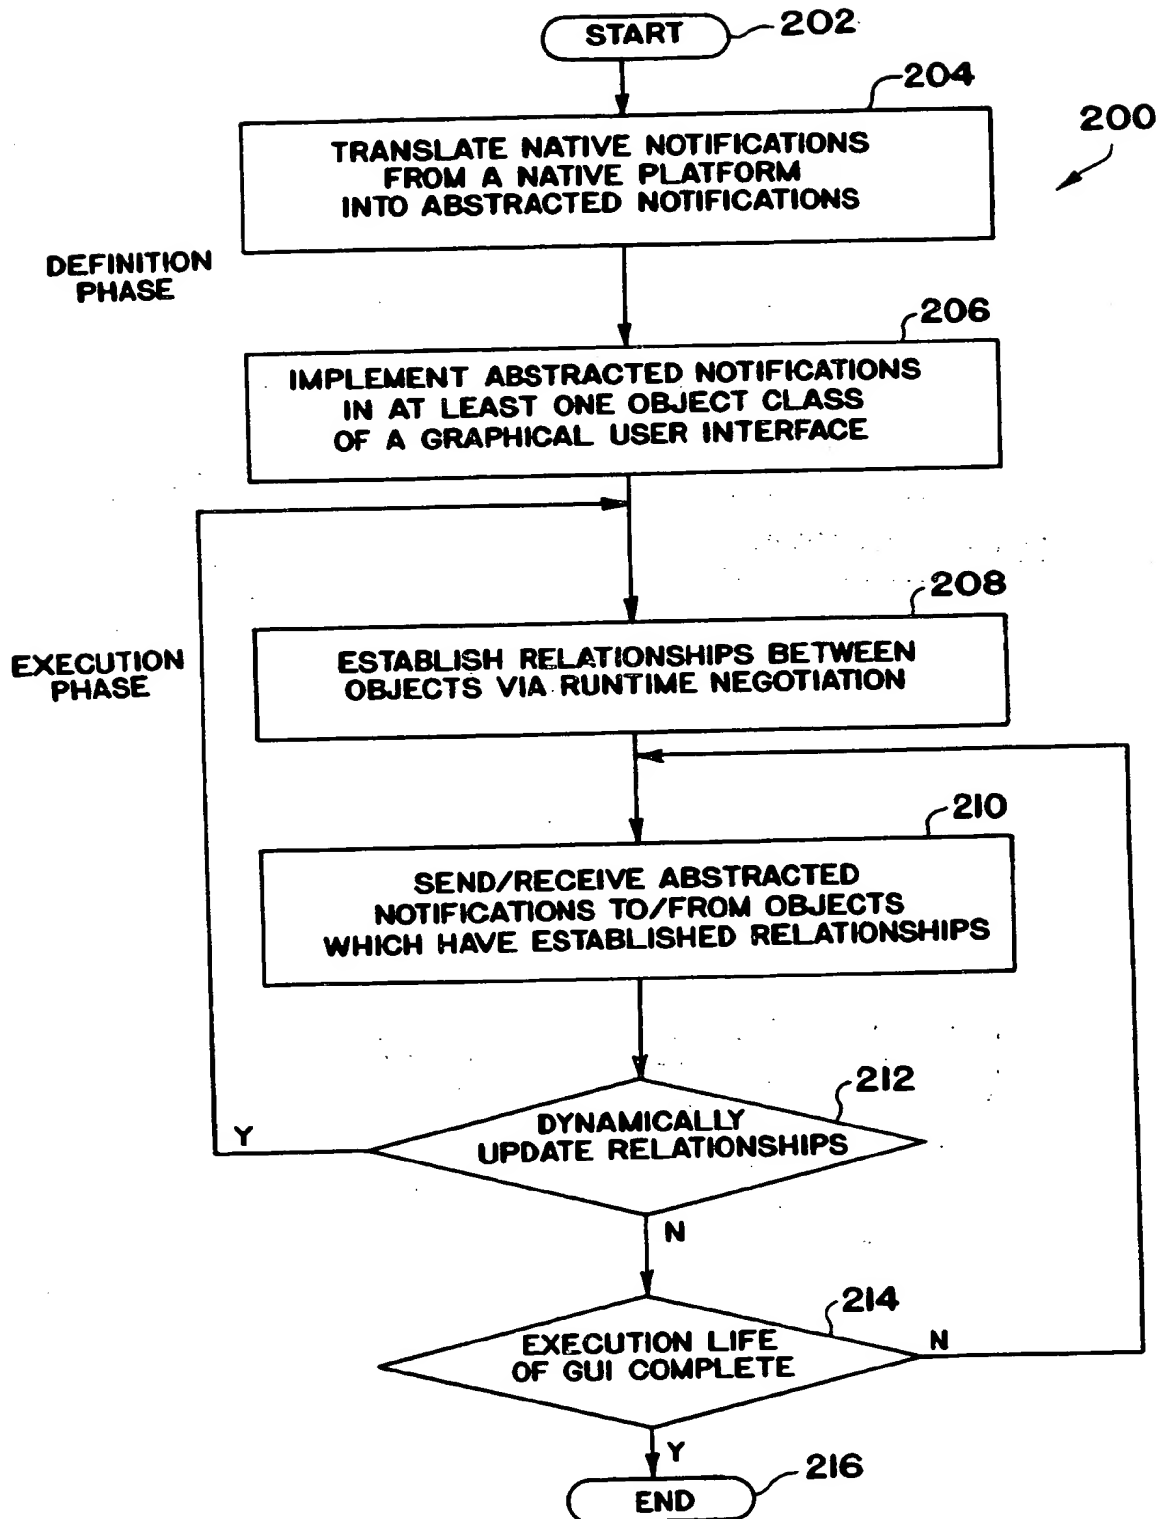 START
202
204
200
TRANSLATE NATIVE NOTIFICATIONS
FROM A NATIVE PLATFORM
INTO ABSTRACTED NOTIFICATIONS
DEFINITION
PHASE
206
IMPLEMENT ABSTRACTED NOTIFICATIONS
IN AT LEAST ONE OBJECT CLASS
OF A GRAPHICAL USER INTERFACE
208
EXECUTION
PHASE
ESTABLISH RELATIONSHIPS BETWEEN
OBJECTS VIA RUNTIME NEGOTIATION
210
SEND/RECEIVE ABSTRACTED
NOTIFICATIONS TO/FROM OBJECTS
WHICH HAVE ESTABLISHED RELATIONSHIPS
212
DYNAMICALLY
UPDATE RELATIONSHIPS
Y
N
214
EXECUTION LIFE
OF GUI COMPLETE
N
Y
216
END